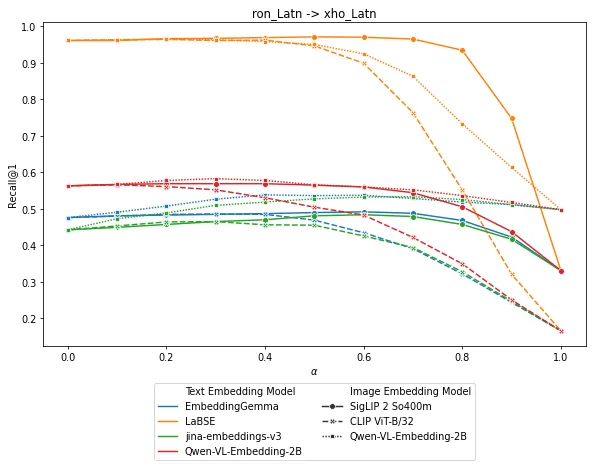 ron_Latn -> xho_Latn
1.0
0.9
0.8
0.7
0.6
0.5
0.4
0.3
0.2
Recall@1
0.0 0.2 0.4 0.6 0.8 1.0
α
Text Embedding Model Image Embedding Model
EmbeddingGemma SigLIP 2 So400m
LaBSE CLIP ViT-B/32
jina-embeddings-v3 Qwen-VL-Embedding-2B
Qwen-VL-Embedding-2B